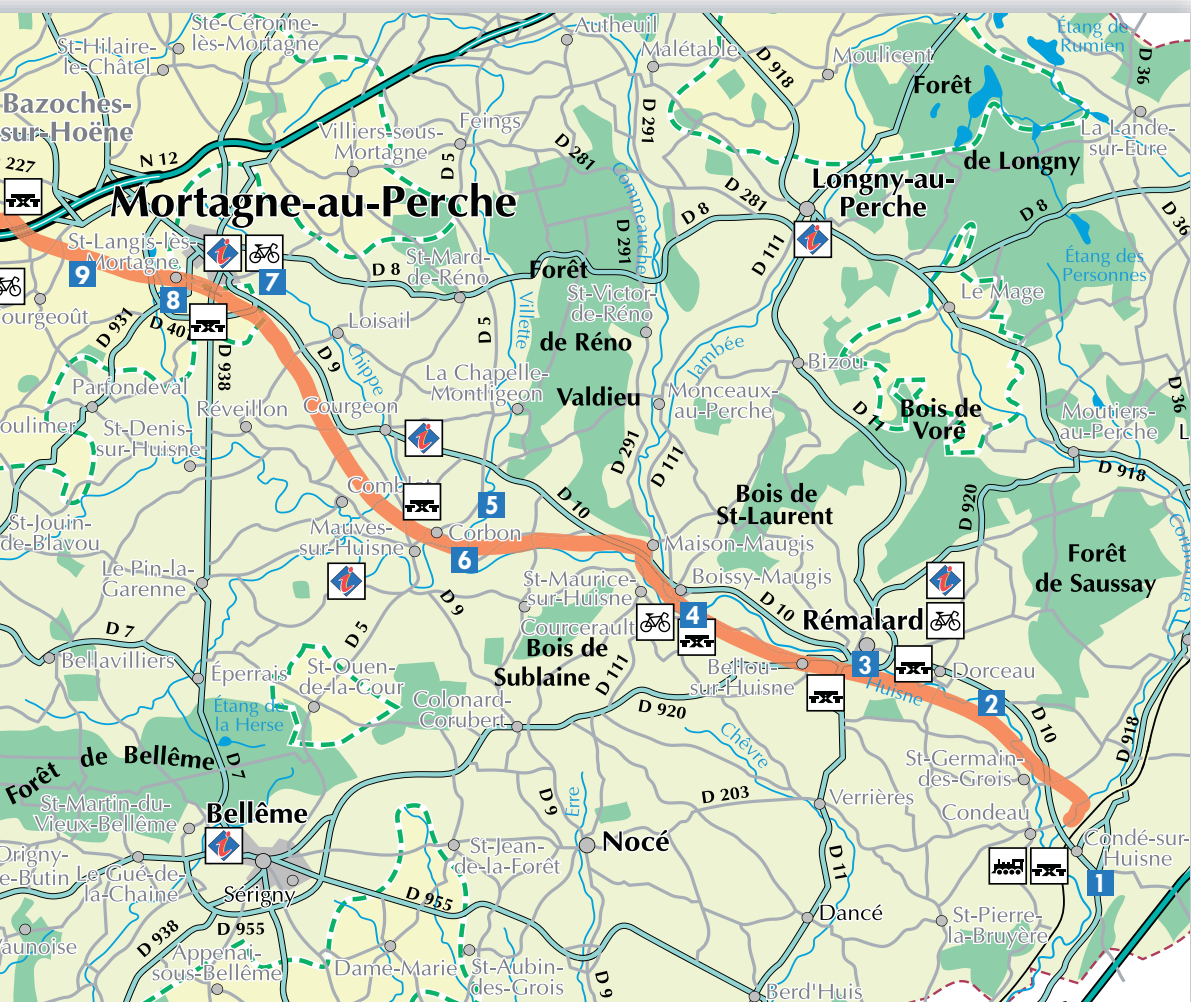 Ste-Céronne-
lès-Mortagne
Autheuil
Étang de
Rumien
St-Hilaire-
le-Châtel
Malétable
D 918
Moulicent
D 36
Forêt
Bazoches-
sur-Hoëne
Villiers-sous-
Mortagne
Feings
D 5
D 281
D 291
La Lande-
sur-Eure
de Longny
227
N 12
Commeauche
Longny-au-
Perche
Mortagne-au-Perche
D 281
D 8
D 8
D 36
D 291
D 111
St-Langis-lès-
Mortagne
9
8
7
D 8
St-Mard-
de-Réno
Forêt
St-Victor-
de-Réno
Étang des
Personnes
Le Mage
ourgeoût
D 931
D 938
Loisail
D 9
Chippe
D 5
Villette
de Réno
Jambée
Bizou
Parfondeval
La Chapelle-
Montligeon
Valdieu
Monceaux-
au-Perche
D 36
Réveillon
Courgeon
D 11
Bois de
Voré
Moutiers-
au-Perche
L
oulimer
St-Denis-
sur-Huisne
D 291
D 111
D 918
D 920
D 10
5
Bois de
St-Laurent
St-Jouin-
de-Blavou
Mauves-
sur-Huisne
Corbon
6
Maison-Maugis
Forêt
de Saussay
Le Pin-la-
Garenne
St-Maurice-
sur-Huisne
Boissy-Maugis
D 9
D 10
4
Rémalard
Courcerault
D 7
D 5
Bois de
Sublaine
D 111
Bellavilliers
Éperrais
St-Ouen-
de-la-Cour
Bellou-
sur-Huisne
3
Dorceau
Huisne
2
Colonard-
Corubert
D 920
D 10
D 918
Étang de
la Herse
Chêvre
Forêt
de Bellême
D 7
St-Germain-
des-Grois
St-Martin-du-
Vieux-Bellême
Bellême
D 9
Erre
D 203
Verrières
Condeau
Nocé
Condé-sur-
Huisne
1
Origny-
le-Butin
Le Gué-de-
la-Chaine
Sérigny
St-Jean-
de-la-Forêt
D 11
D 955
Dancé
St-Pierre-
la-Bruyère
D 938
D 955
Appenai-
sous-Bellême
Dame-Marie
St-Aubin-
des-Grois
D 9
Berd'Huis
aunoise